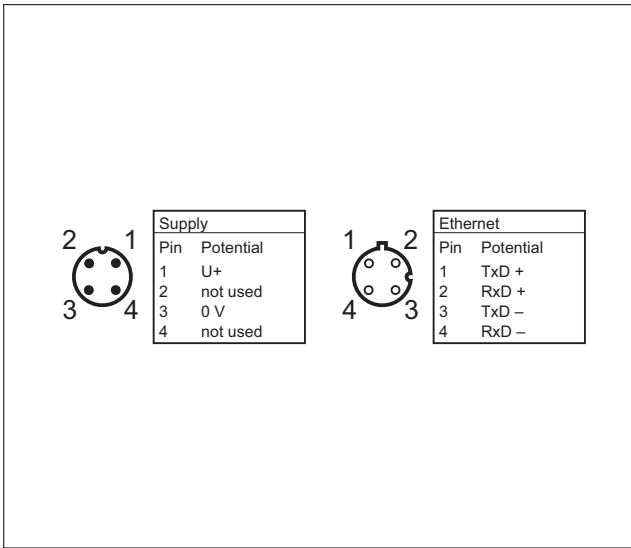 2 1
3 4
Supply
Pin Potential
1 U+
2 not used
3 0 V
4 not used
1 2
4 3
Ethernet
Pin Potential
1 TxD +
2 RxD +
3 TxD –
4 RxD –